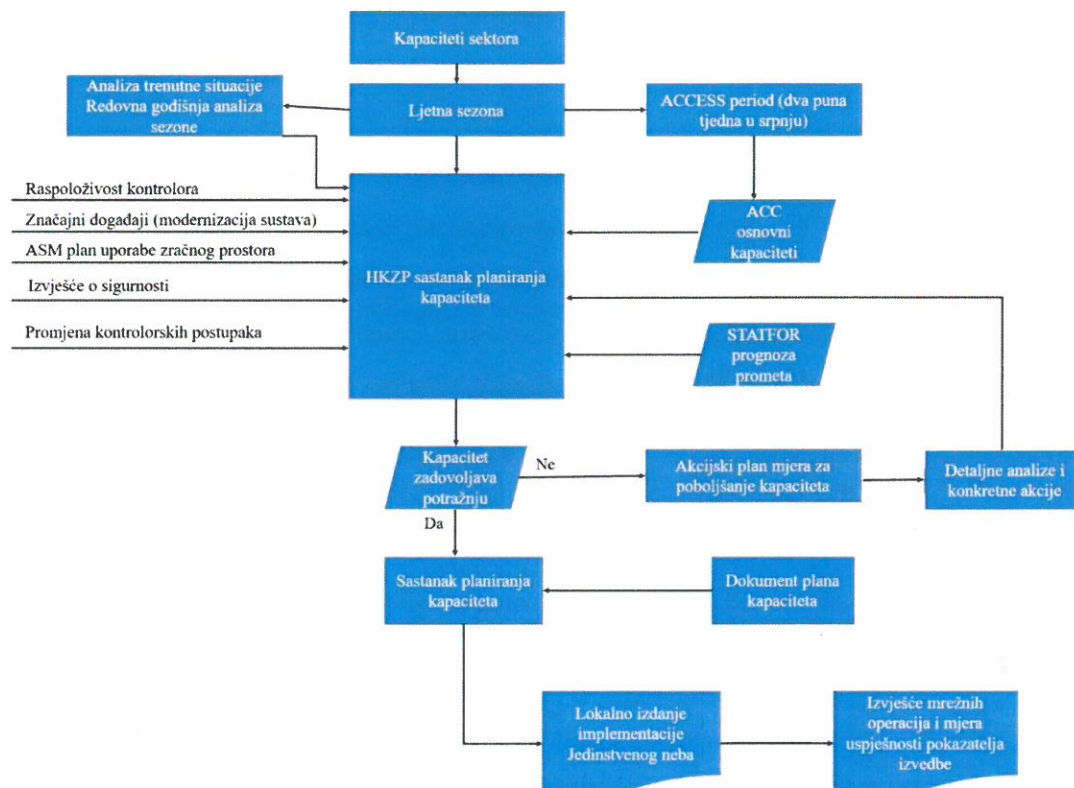 Kapaciteti sektora
Analiza trenutne situacije
Redovna godišnja analiza
sezone
Ljetna sezona
ACCESS period (dva puna
tjedna u srpnju)
Raspoloživost kontrolora
Značajni događaji (modernizacija sustava)
ASM plan uporabe zračnog prostora
Izvješće o sigurnosti
Promjena kontrolorskih postupaka
HKZP sastanak planiranja
kapaciteta
ACC
osnovni
kapaciteti
STATFOR
prognoza
prometa
Kapacitet
zadovoljava
potražnju
Ne
Akcijski plan mjera za
poboljšanje kapaciteta
Detaljne analize i
konkretne akcije
Da
Sastanak planiranja
kapaciteta
Dokument plana
kapaciteta
Lokalno izdanje
implementacije
Jedinstvenog neba
Izvješće mrežnih
operacija i mjera
uspješnosti pokazatelja
izvedbe